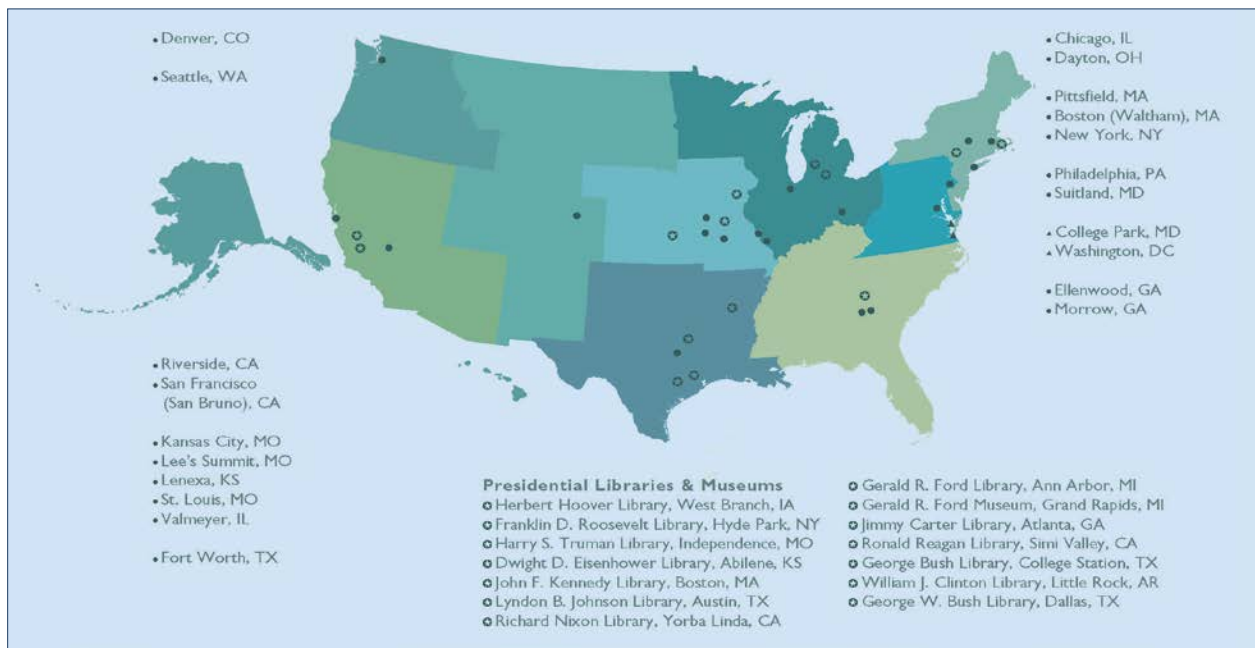 • Denver, CO
• Seattle, WA
• Chicago, IL
• Dayton, OH
• Pittsfield, MA
• Boston (Waltham), MA
• New York, NY
• Philadelphia, PA
• Suitland, MD
▲ College Park, MD
▲ Washington, DC
• Ellenwood, GA
• Morrow, GA
• Riverside, CA
• San Francisco
(San Bruno), CA
• Kansas City, MO
• Lee's Summit, MO
• Lenexa, KS
• St. Louis, MO
• Valmeyer, IL
• Fort Worth, TX
Presidential Libraries & Museums
✪ Herbert Hoover Library, West Branch, IA
✪ Franklin D. Roosevelt Library, Hyde Park, NY
✪ Harry S. Truman Library, Independence, MO
✪ Dwight D. Eisenhower Library, Abilene, KS
✪ John F. Kennedy Library, Boston, MA
✪ Lyndon B. Johnson Library, Austin, TX
✪ Richard Nixon Library, Yorba Linda, CA
✪ Gerald R. Ford Library, Ann Arbor, MI
✪ Gerald R. Ford Museum, Grand Rapids, MI
✪ Jimmy Carter Library, Atlanta, GA
✪ Ronald Reagan Library, Simi Valley, CA
✪ George Bush Library, College Station, TX
✪ William J. Clinton Library, Little Rock, AR
✪ George W. Bush Library, Dallas, TX